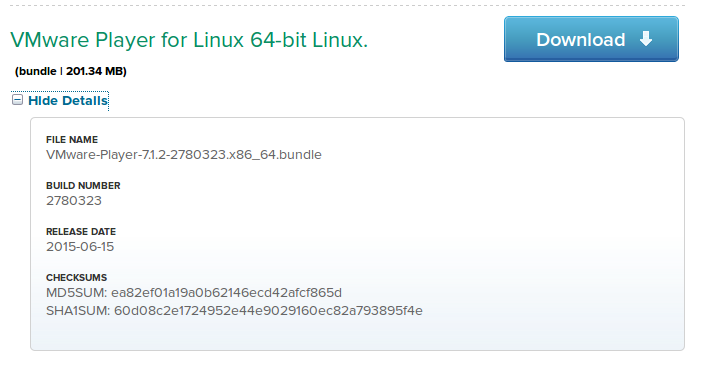 VMware Player for Linux 64-bit Linux.
Download
(bundle | 201.34 MB)
Hide Details
FILE NAME
VMware-Player-7.1.2-2780323.x86_64.bundle
BUILD NUMBER
2780323
RELEASE DATE
2015-06-15
CHECKSUMS
MD5SUM: ea82ef01a19a0b62146ecd42afcf865d
SHA1SUM: 60d08c2e1724952e44e9029160ec82a793895f4e